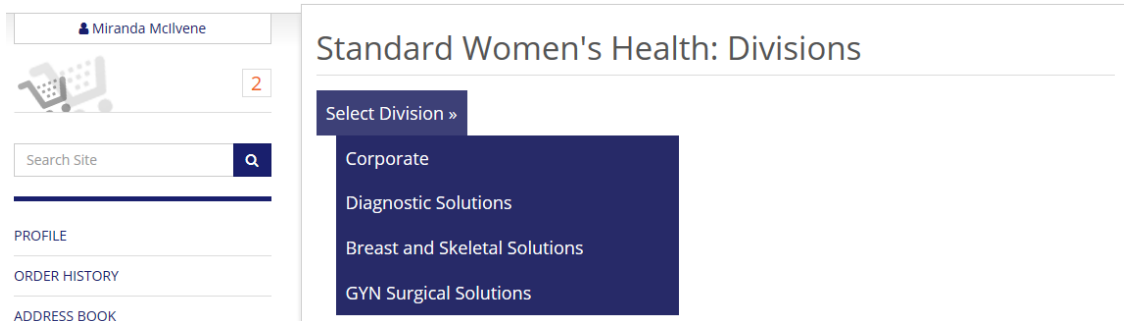 Miranda McIlvene
2
Search Site
PROFILE
ORDER HISTORY
ADDRESS BOOK
Standard Women's Health: Divisions
Select Division »
Corporate
Diagnostic Solutions
Breast and Skeletal Solutions
GYN Surgical Solutions